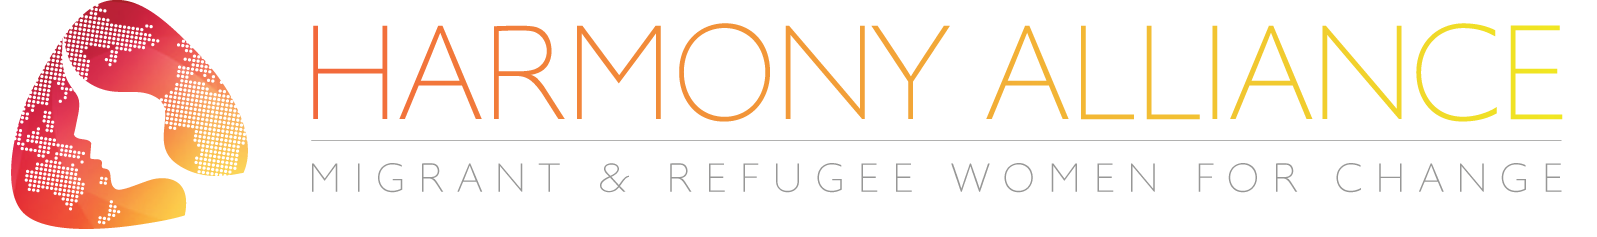 HARMONY ALLIANCE
MIGRANT & REFUGEE WOMEN FOR CHANGE